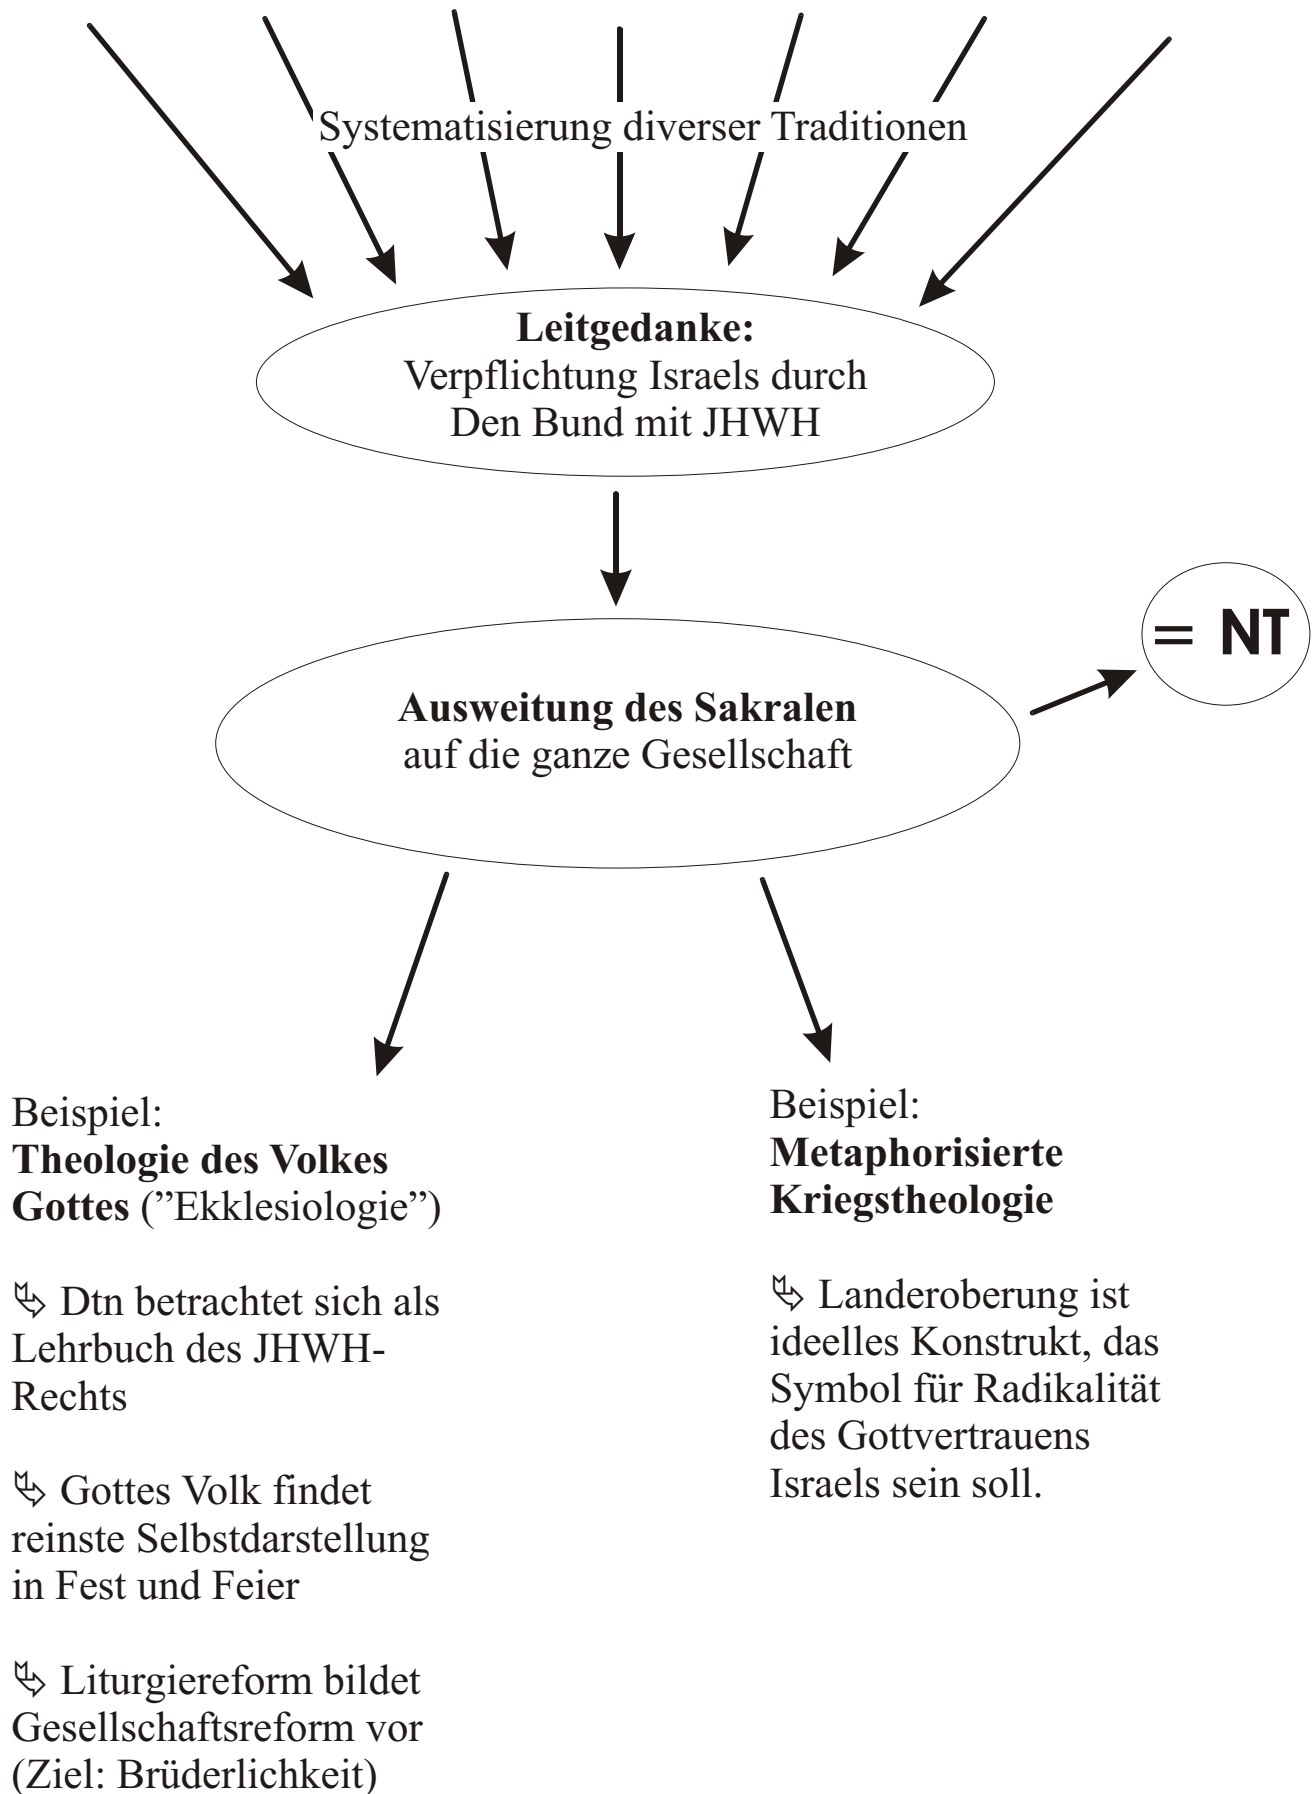 Systematisierung diverser Traditionen
Leitgedanke:
Verpflichtung Israels durch
Den Bund mit JHWH
= NT
Ausweitung des Sakralen
auf die ganze Gesellschaft
Beispiel:
Theologie des Volkes
Gottes (”Ekklesiologie”)
Dtn betrachtet sich als
Lehrbuch des JHWH-
Rechts
Gottes Volk findet
reinste Selbstdarstellung
in Fest und Feier
Liturgiereform bildet
Gesellschaftsreform vor
(Ziel: Brüderlichkeit)
Beispiel:
Metaphorisierte
Kriegstheologie
Landeroberung ist
ideelles Konstrukt, das
Symbol für Radikalität
des Gottvertrauens
Israels sein soll.